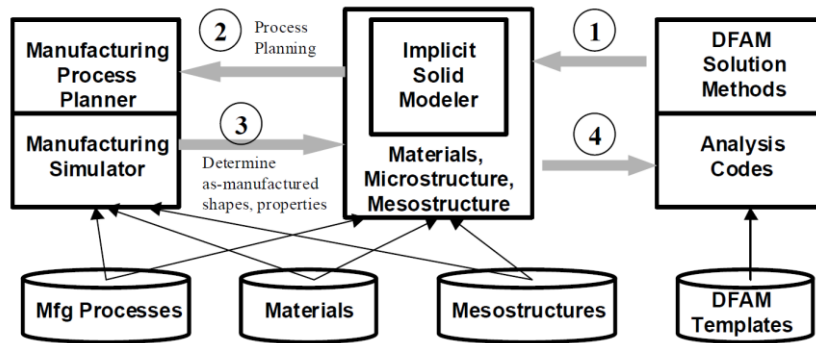 Manufacturing
Process
Planner
Manufacturing
Simulator
2
Process
Planning
3
Determine
as-manufactured
shapes, properties
Implicit
Solid
Modeler
Materials,
Microstructure,
Mesostructure
1
4
DFAM
Solution
Methods
Analysis
Codes
Mfg Processes
Materials
Mesostructures
DFAM
Templates